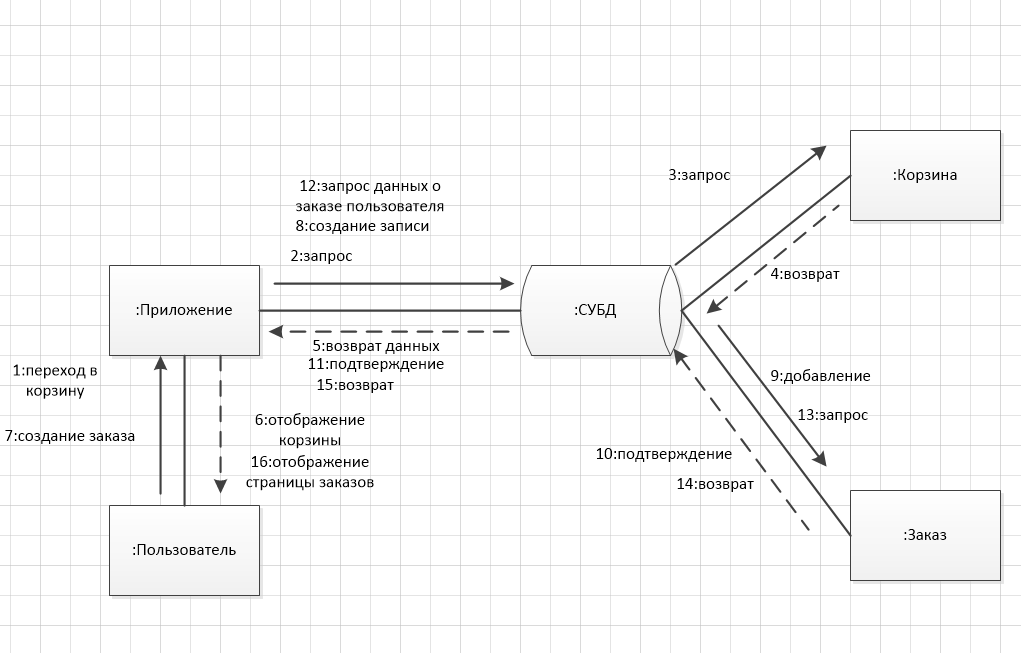 3:запрос
:Корзина
12:запрос данных о
заказе пользователя
8:создание записи
2:запрос
4:возврат
:Приложение
:СУБД
5:возврат данных
11:подтверждение
15:возврат
1:переход в
корзину
9:добавление
13:запрос
7:создание заказа
6:отображение
корзины
16:отображение
страницы заказов
10:подтверждение
14:возврат
:Заказ
:Пользователь